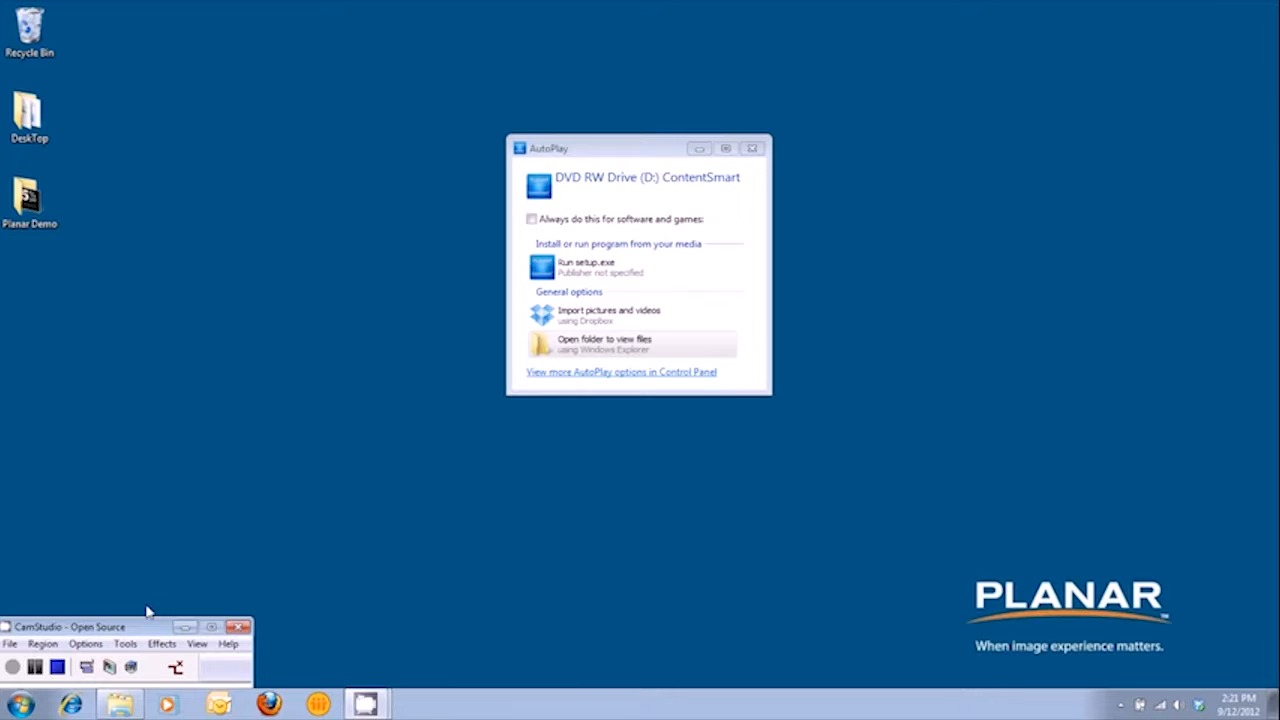 Recycle Bin
DeskTop
Planar Demo
AutoPlay
DVD RW Drive (D:) ContentSmart
Always do this for software and games:
Install or run program from your media
Run setup.exe
Publisher not specified
General options
Import pictures and videos
using Dropbox
Open folder to view files
using Windows Explorer
View more AutoPlay options in Control Panel
PLANAR
When image experience matters.
CamStudio - Open Source
File Region Options Tools Effects View Help
2:21 PM
9/12/2012